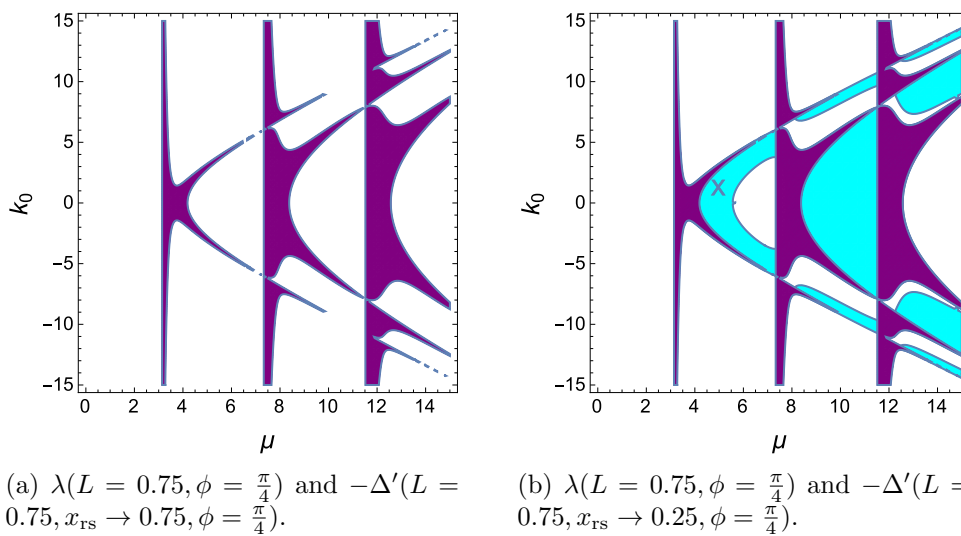 15
10
5
0
−5
−10
−15
k₀
0 2 4 6 8 10 12 14
μ
15
10
5
0
−5
−10
−15
k₀
X
0 2 4 6 8 10 12 14
μ
(a) λ(L = 0.75, ϕ = π/4) and −Δ′(L =
0.75, x_rs → 0.75, ϕ = π/4).
(b) λ(L = 0.75, ϕ = π/4) and −Δ′(L =
0.75, x_rs → 0.25, ϕ = π/4).